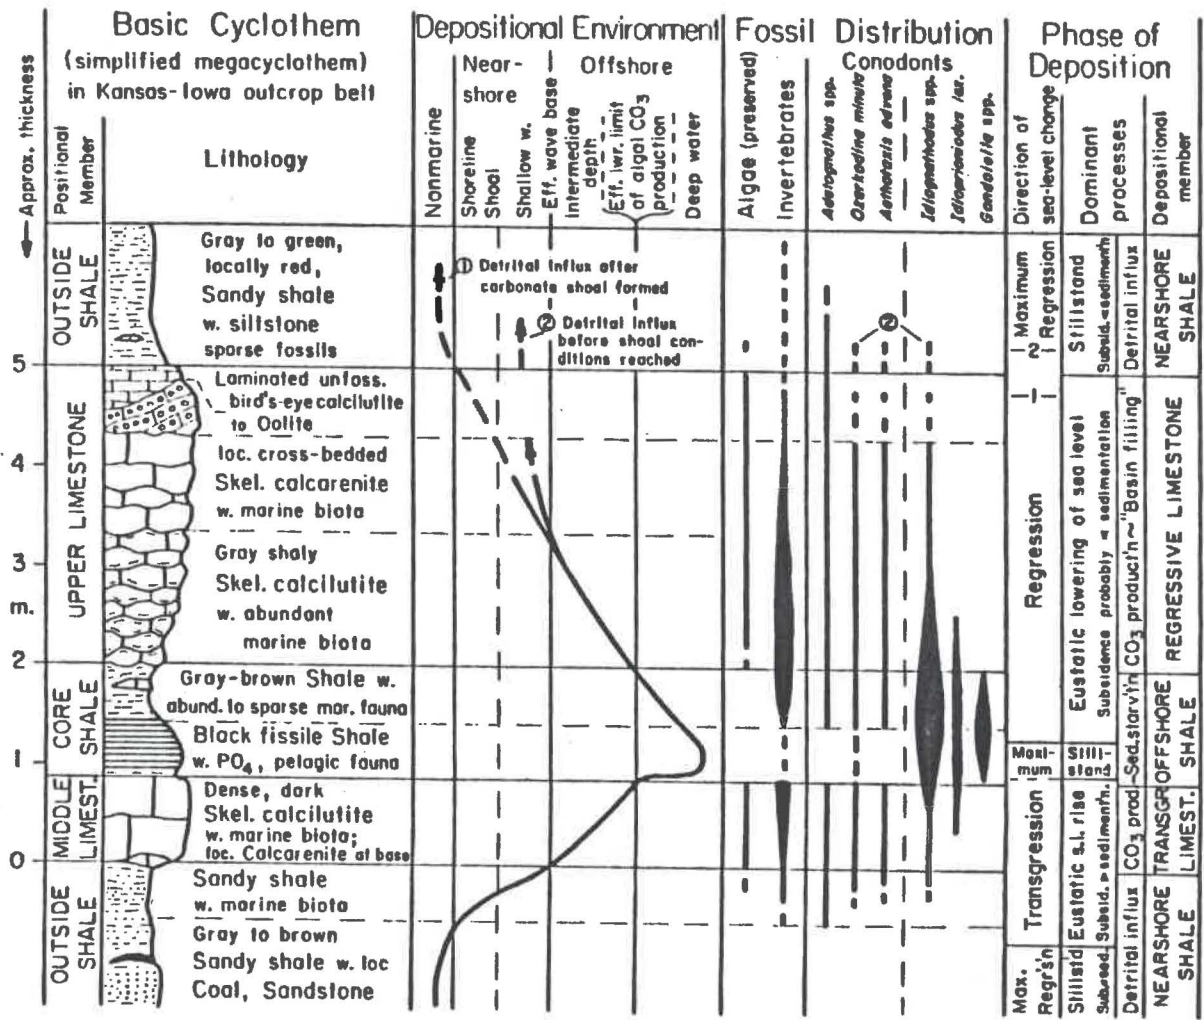 Basic Cyclothem
(simplified megacyclothem)
in Kansas-Iowa outcrop belt
Approx. thickness
Positional
Member
Lithology
Depositional Environment
Near-
shore
Offshore
Nonmarine
Shoreline
Shoal
Shallow w.
Eff. wave base
Intermediate
depth
Eff. lwr. limit
of algal CO3
production
Deep water
Fossil Distribution
Conodonts
Algae (preserved)
Invertebrates
Adetognathus spp.
Ozarkodina minuta
Aethotaxis advena
Idiognathodus spp.
Idioprioniodus lex.
Gondolella spp.
Phase of
Deposition
Direction of
sea-level change
Dominant
processes
Depositional
member
OUTSIDE
SHALE
Gray to green,
locally red,
Sandy shale
w. siltstone
sparse fossils
① Detrital influx after
carbonate shoal formed
② Detrital influx
before shoal con-
ditions reached
②
Maximum
Regression
-2-
Stillstand
Subsid.<sediment'n
Detrital influx
NEARSHORE
SHALE
5
UPPER LIMESTONE
Laminated unfoss.
bird's-eye calcilutite
to Oolite
loc. cross-bedded
Skel. calcarenite
w. marine biota
Gray shaly
Skel. calcilutite
w. abundant
marine biota
4
3
m.
2
-1-
Regression
Eustatic lowering of sea level
Subsidence probably < sedimentation
CO3 product'n~"Basin filling"
REGRESSIVE LIMESTONE
CORE
SHALE
Gray-brown Shale w.
abund. to sparse mar. fauna
Black fissile Shale
w. PO4, pelagic fauna
1
Maxi-
mum
Still-
stand
Sed.starv'tn
OFFSHORE
SHALE
MIDDLE
LIMEST.
Dense, dark
Skel. calcilutite
w. marine biota;
loc. Calcarenite at base
0
Transgression
Eustatic s.l. rise
Subsid.>sediment'n.
CO3 prod.
TRANSGR.
LIMEST.
OUTSIDE
SHALE
Sandy shale
w. marine biota
Gray to brown
Sandy shale w. loc
Coal, Sandstone
Max.
Regr's'n
Stillst'd
Detrital influx
NEARSHORE
SHALE